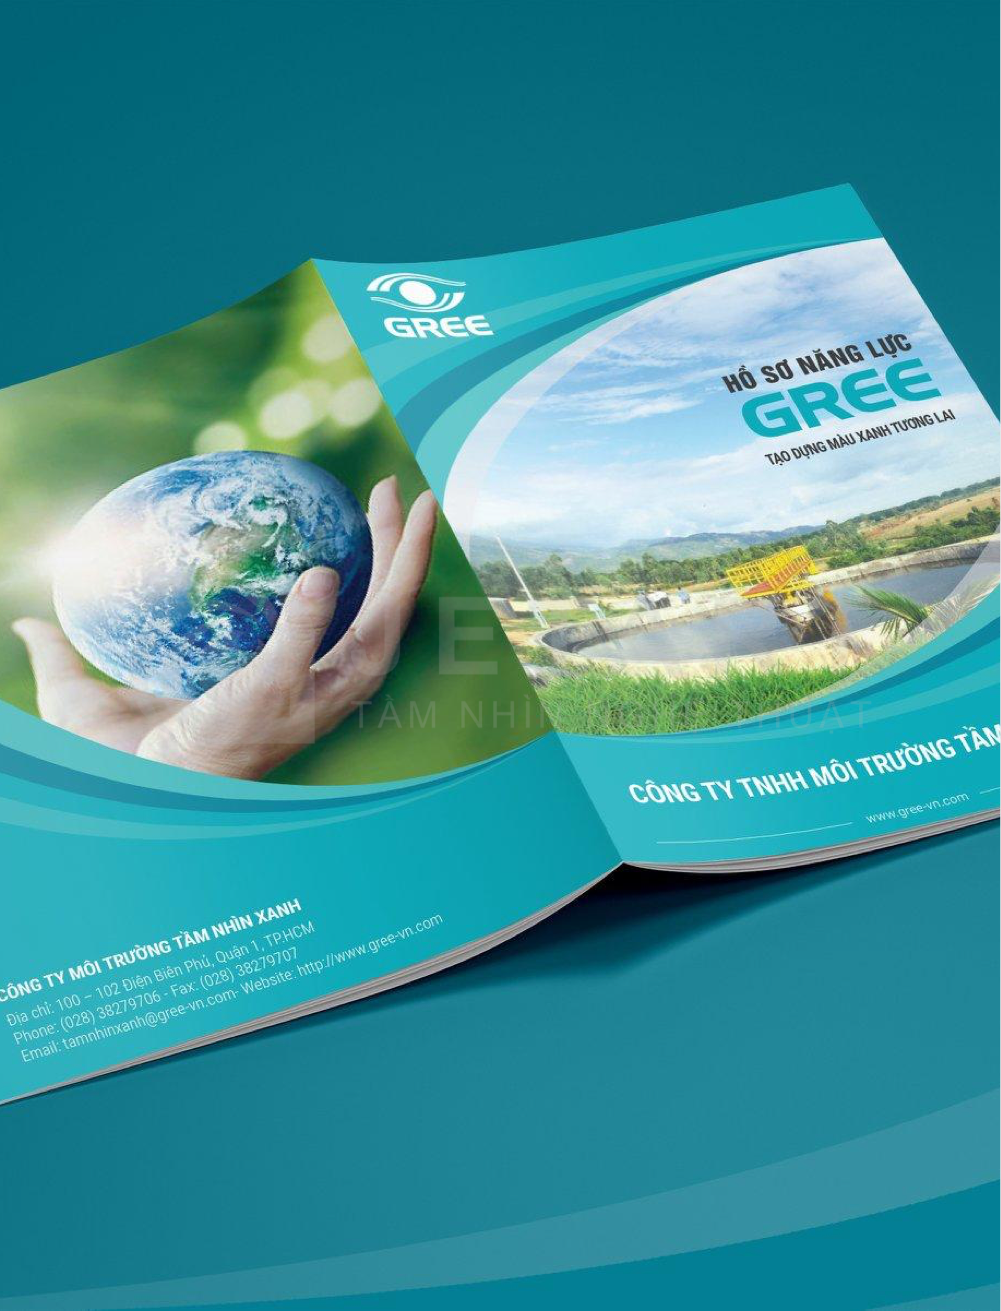 GREE
HỒ SƠ NĂNG LỰC
GREE
TẠO DỰNG MÀU XANH TƯƠNG LAI
CÔNG TY TNHH MÔI TRƯỜNG TẦM
www.gree-vn.com
CÔNG TY MÔI TRƯỜNG TẦM NHÌN XANH
Địa chỉ: 100 – 102 Điện Biên Phủ, Quận 1, TP.HCM
Phone: (028) 38279706 - Fax: (028) 38279707
Email: tamnhinxanh@gree-vn.com- Website: http://www.gree-vn.com